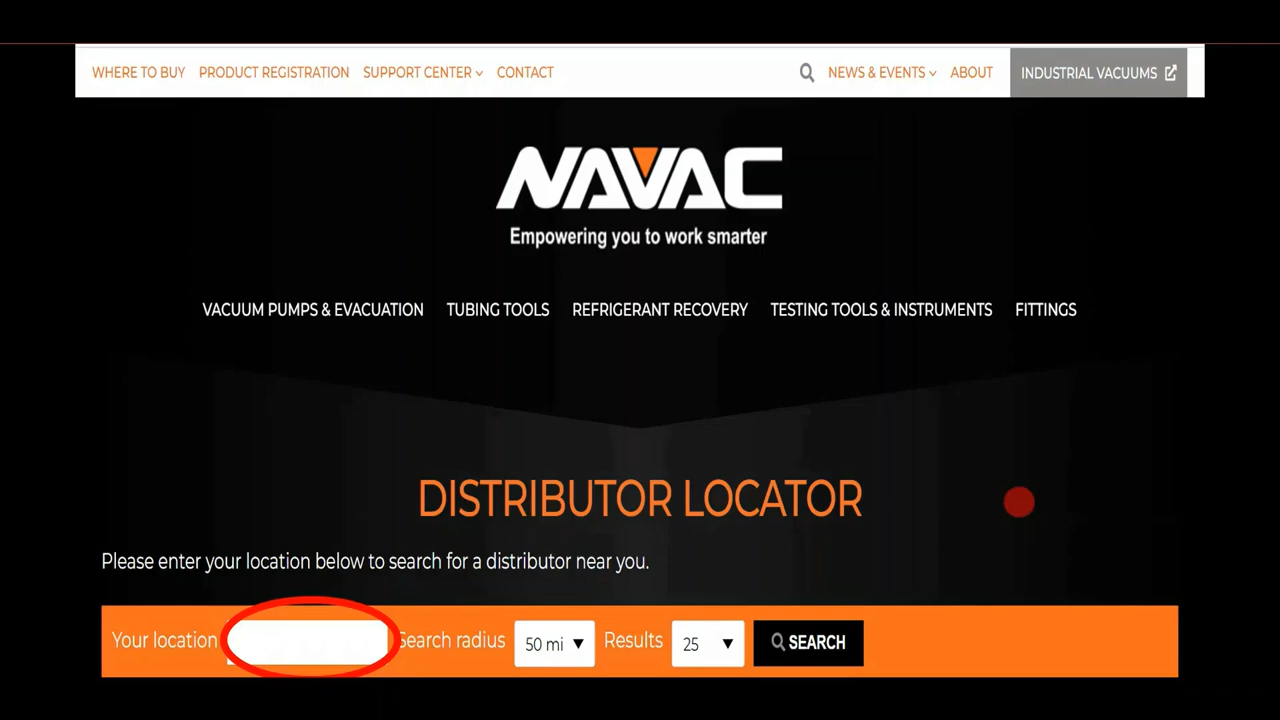 WHERE TO BUY PRODUCT REGISTRATION SUPPORT CENTER CONTACT NEWS & EVENTS ABOUT INDUSTRIAL VACUUMS
NAVAC
Empowering you to work smarter
VACUUM PUMPS & EVACUATION TUBING TOOLS REFRIGERANT RECOVERY TESTING TOOLS & INSTRUMENTS FITTINGS
DISTRIBUTOR LOCATOR
Please enter your location below to search for a distributor near you.
Your location Search radius 50 mi Results 25 SEARCH